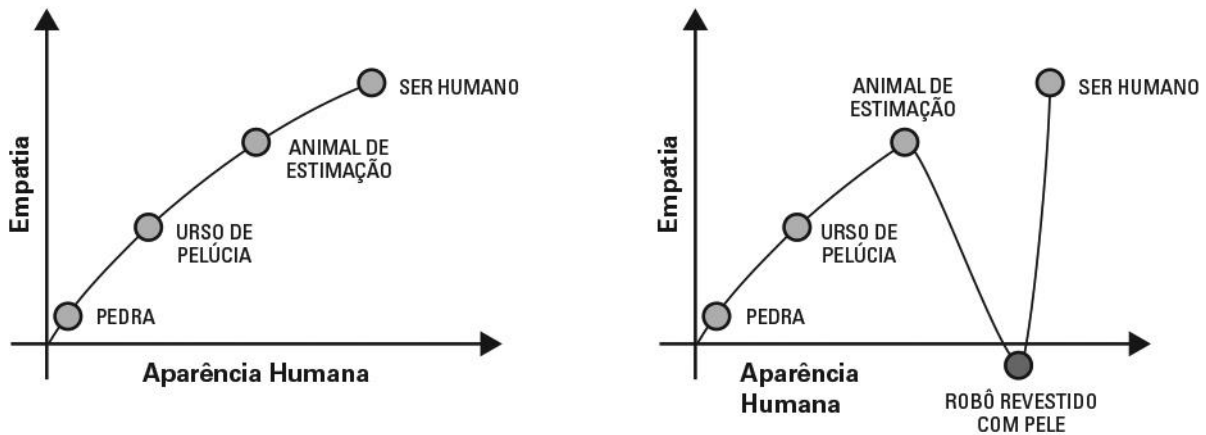 Empatia
SER HUMANO
ANIMAL DE
ESTIMAÇÃO
URSO DE
PELÚCIA
PEDRA
Aparência Humana
Empatia
ANIMAL DE
ESTIMAÇÃO
SER HUMANO
URSO DE
PELÚCIA
PEDRA
Aparência
Humana
ROBÔ REVESTIDO
COM PELE